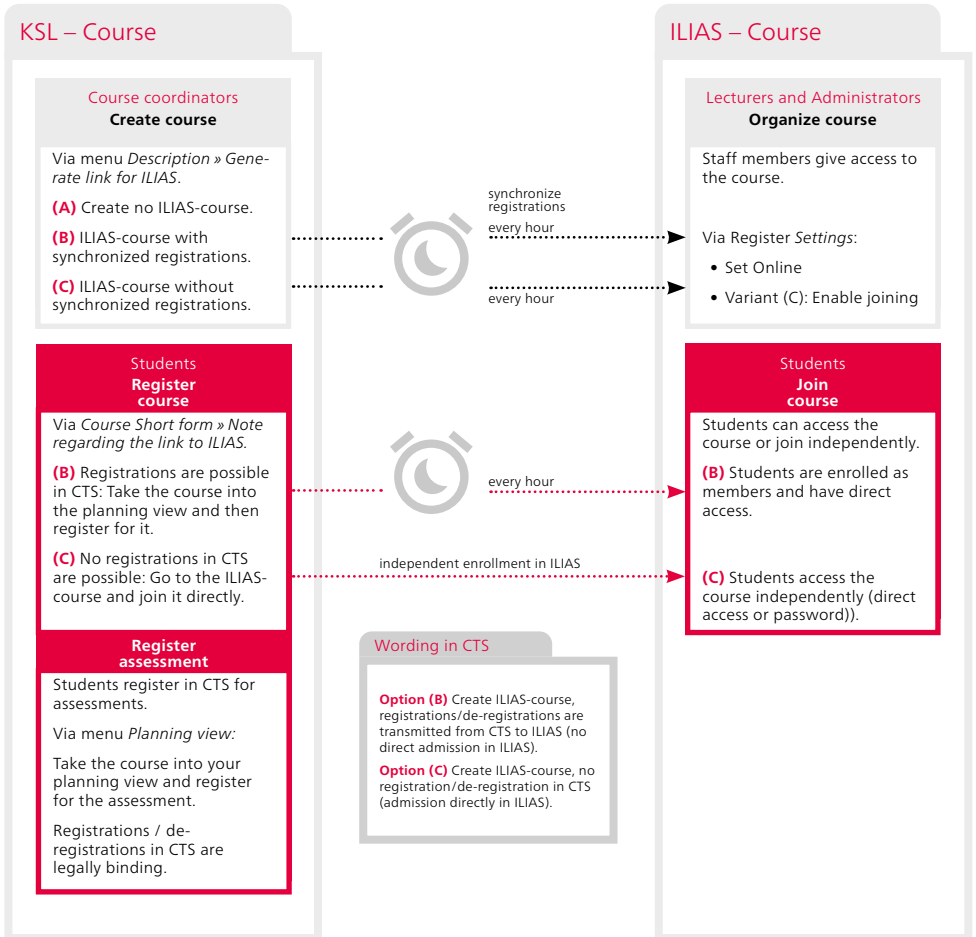 KSL – Course
Course coordinators
Create course
Via menu Description » Gene-
rate link for ILIAS.
(A) Create no ILIAS-course.
(B) ILIAS-course with
synchronized registrations.
(C) ILIAS-course without
synchronized registrations.
synchronize
registrations
every hour
every hour
ILIAS – Course
Lecturers and Administrators
Organize course
Staff members give access to
the course.
Via Register Settings:
• Set Online
• Variant (C): Enable joining
Students
Register
course
Via Course Short form » Note
regarding the link to ILIAS.
(B) Registrations are possible
in CTS: Take the course into
the planning view and then
register for it.
(C) No registrations in CTS
are possible: Go to the ILIAS-
course and join it directly.
every hour
independent enrollment in ILIAS
Students
Join
course
Students can access the
course or join independently.
(B) Students are enrolled as
members and have direct
access.
(C) Students access the
course independently (direct
access or password)).
Register
assessment
Students register in CTS for
assessments.
Via menu Planning view:
Take the course into your
planning view and register
for the assessment.
Registrations / de-
registrations in CTS are
legally binding.
Wording in CTS
Option (B) Create ILIAS-course,
registrations/de-registrations are
transmitted from CTS to ILIAS (no
direct admission in ILIAS).
Option (C) Create ILIAS-course, no
registration/de-registration in CTS
(admission directly in ILIAS).